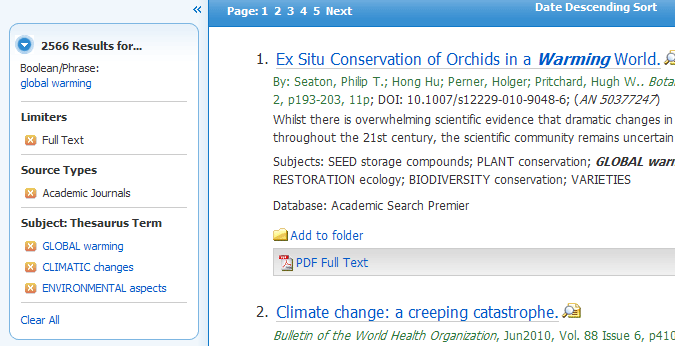 «
Page: 1 2 3 4 5 Next
Date Descending Sort
2566 Results for...
Boolean/Phrase:
global warming
Limiters
Full Text
Source Types
Academic Journals
Subject: Thesaurus Term
GLOBAL warming
CLIMATIC changes
ENVIRONMENTAL aspects
Clear All
1. Ex Situ Conservation of Orchids in a Warming World.
By: Seaton, Philip T.; Hong Hu; Perner, Holger; Pritchard, Hugh W.. Bota
2, p193-203, 11p; DOI: 10.1007/s12229-010-9048-6; (AN 50377247)
Whilst there is overwhelming scientific evidence that dramatic changes in
throughout the 21st century, the scientific community remains uncertain
Subjects: SEED storage compounds; PLANT conservation; GLOBAL warr
RESTORATION ecology; BIODIVERSITY conservation; VARIETIES
Database: Academic Search Premier
Add to folder
PDF Full Text
2. Climate change: a creeping catastrophe.
Bulletin of the World Health Organization, Jun2010, Vol. 88 Issue 6, p410